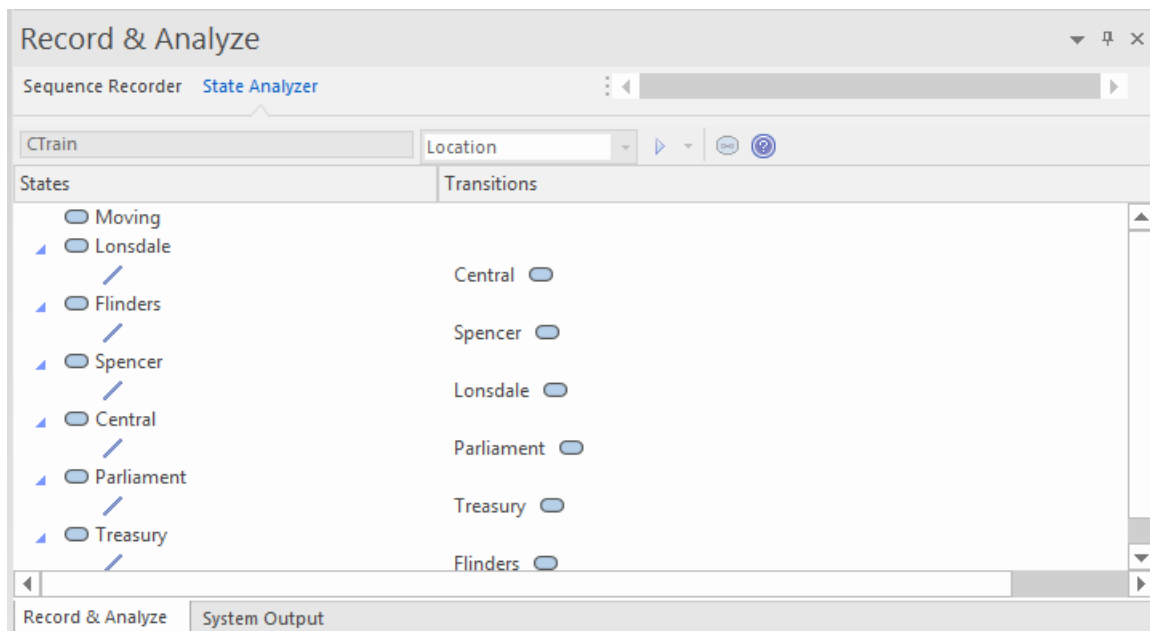 Record & Analyze
Sequence Recorder State Analyzer
CTrain Location
States Transitions
Moving
Lonsdale
Central
Flinders
Spencer
Spencer
Lonsdale
Central
Parliament
Parliament
Treasury
Treasury
Flinders
Record & Analyze System Output